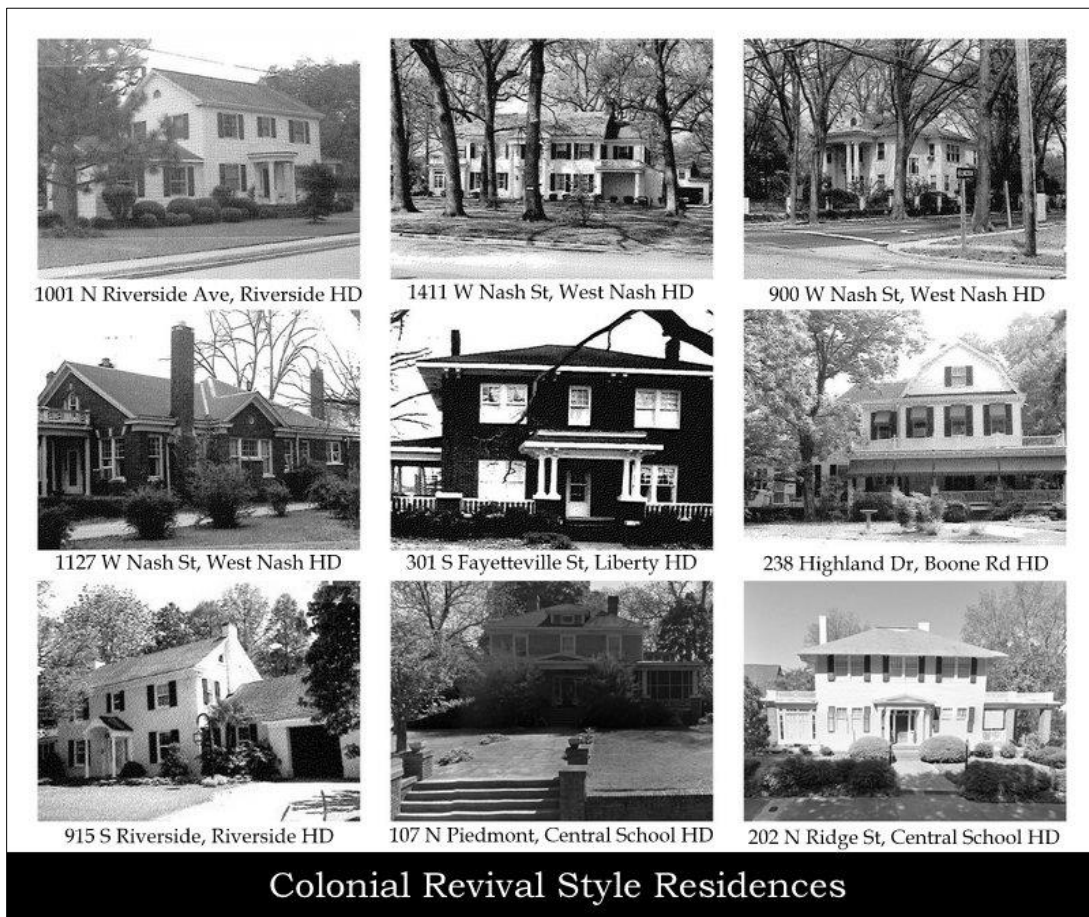 1001 N Riverside Ave, Riverside HD
1411 W Nash St, West Nash HD
900 W Nash St, West Nash HD
1127 W Nash St, West Nash HD
301 S Fayetteville St, Liberty HD
238 Highland Dr, Boone Rd HD
915 S Riverside, Riverside HD
107 N Piedmont, Central School HD
202 N Ridge St, Central School HD
Colonial Revival Style Residences